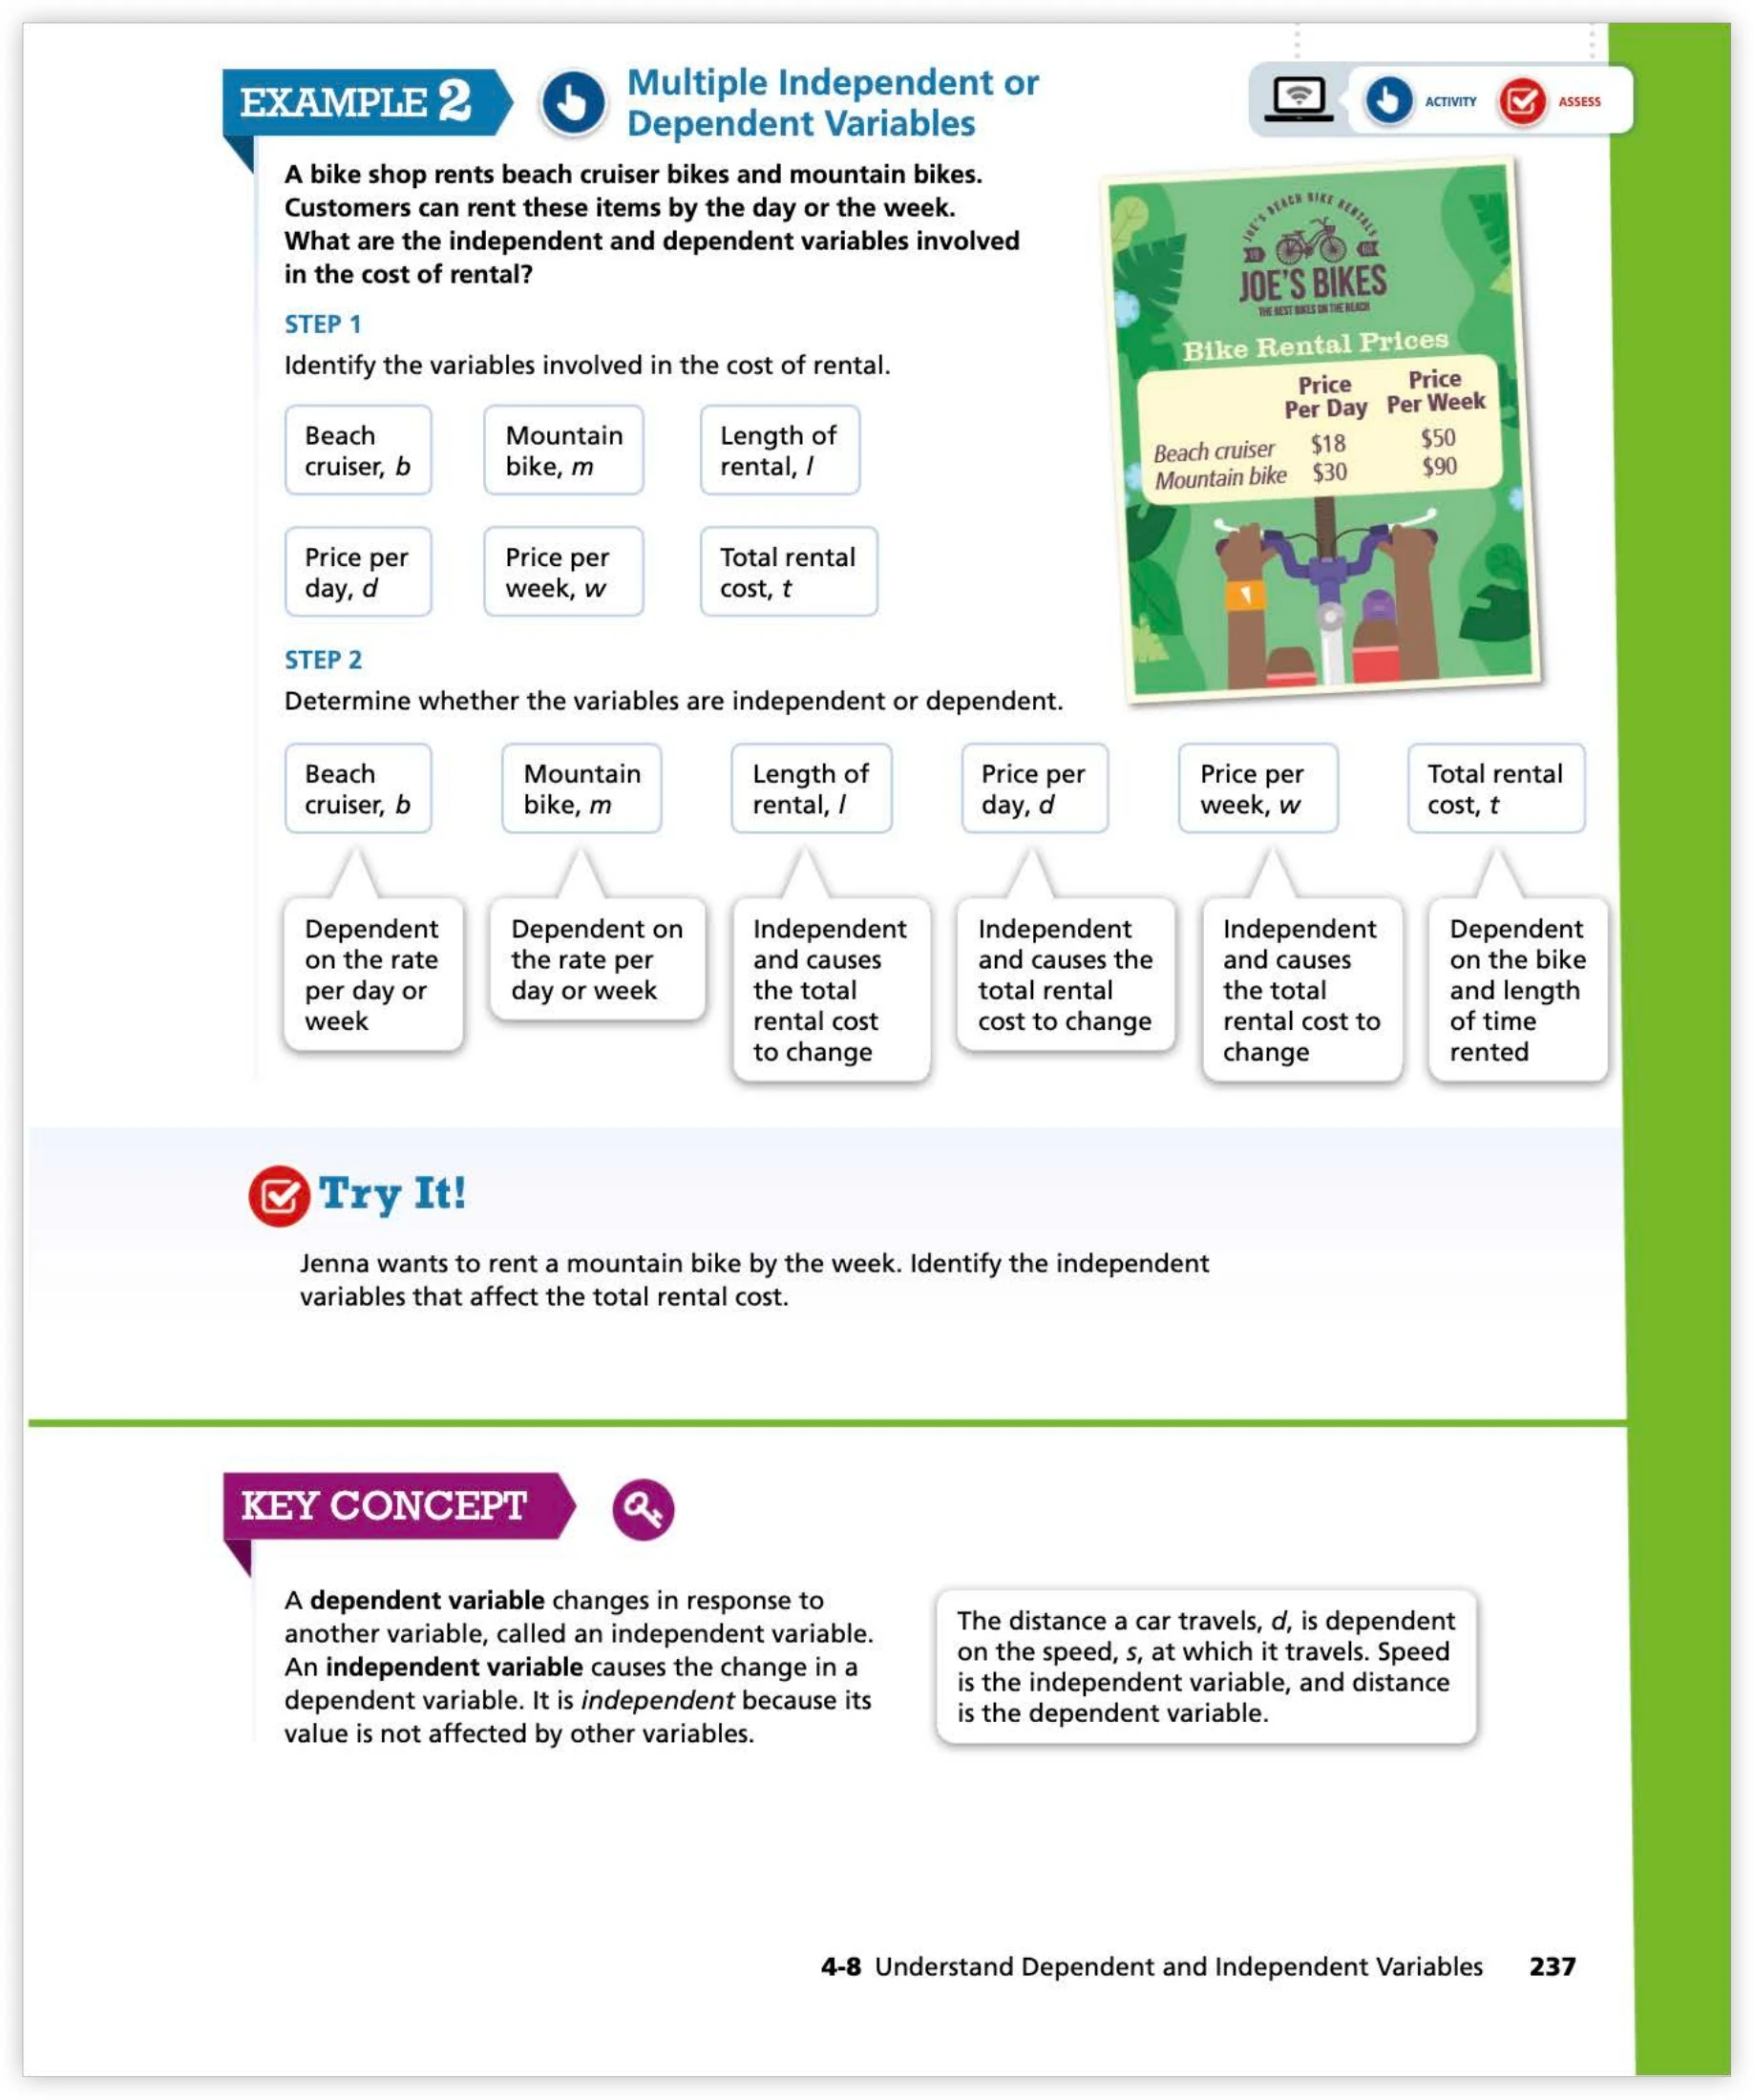 EXAMPLE 2
Multiple Independent or
Dependent Variables
ACTIVITY
ASSESS
A bike shop rents beach cruiser bikes and mountain bikes.
Customers can rent these items by the day or the week.
What are the independent and dependent variables involved
in the cost of rental?
JOE'S BEACH BIKE RENTALS
JOE'S BIKES
THE BEST BIKES ON THE BEACH
Bike Rental Prices
Price Per Day
Price Per Week
Beach cruiser $18 $50
Mountain bike $30 $90
STEP 1
Identify the variables involved in the cost of rental.
Beach
cruiser, b
Mountain
bike, m
Length of
rental, l
Price per
day, d
Price per
week, w
Total rental
cost, t
STEP 2
Determine whether the variables are independent or dependent.
Beach
cruiser, b
Mountain
bike, m
Length of
rental, l
Price per
day, d
Price per
week, w
Total rental
cost, t
Dependent
on the rate
per day or
week
Dependent on
the rate per
day or week
Independent
and causes
the total
rental cost
to change
Independent
and causes the
total rental
cost to change
Independent
and causes
the total
rental cost to
change
Dependent
on the bike
and length
of time
rented
Try It!
Jenna wants to rent a mountain bike by the week. Identify the independent
variables that affect the total rental cost.
KEY CONCEPT
A dependent variable changes in response to
another variable, called an independent variable.
An independent variable causes the change in a
dependent variable. It is independent because its
value is not affected by other variables.
The distance a car travels, d, is dependent
on the speed, s, at which it travels. Speed
is the independent variable, and distance
is the dependent variable.
4-8 Understand Dependent and Independent Variables 237